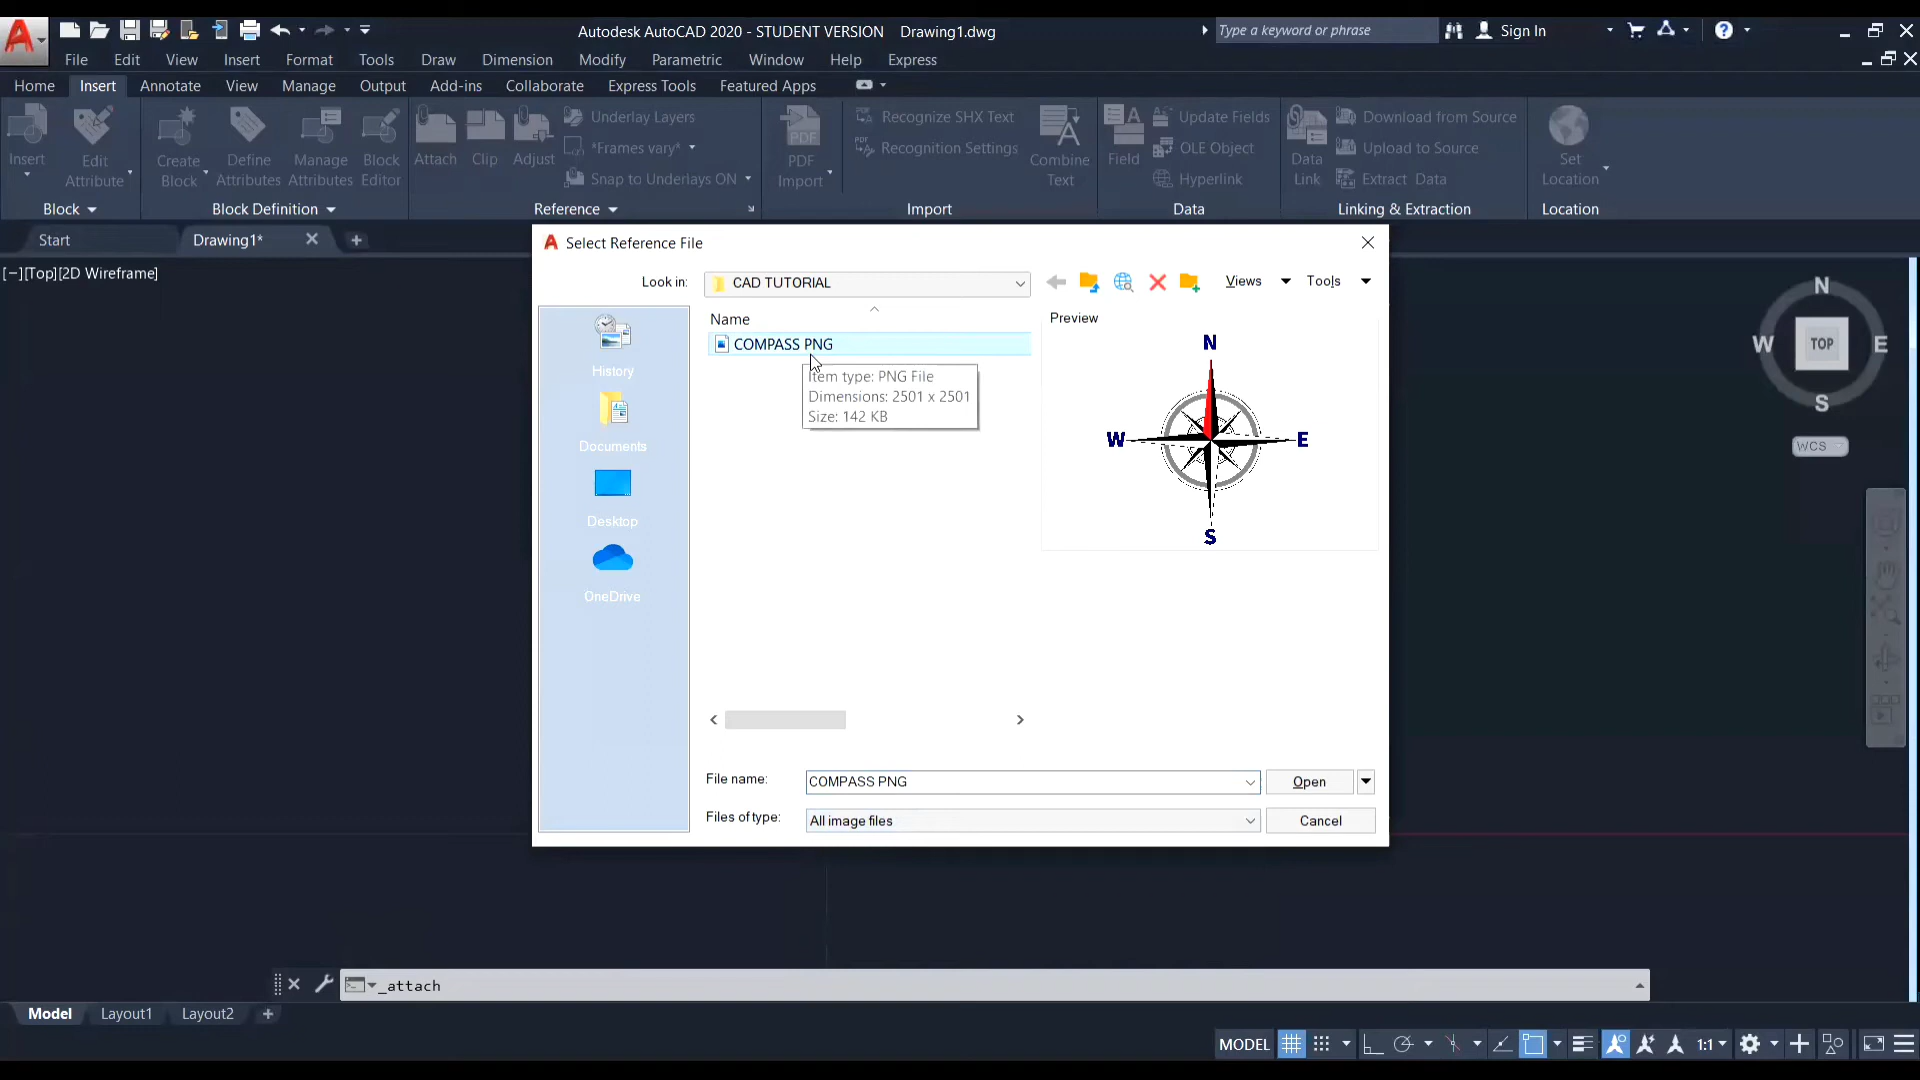 Autodesk AutoCAD 2020 - STUDENT VERSION Drawing1.dwg
Type a keyword or phrase
Sign In
File Edit View Insert Format Tools Draw Dimension Modify Parametric Window Help Express
Home Insert Annotate View Manage Output Add-ins Collaborate Express Tools Featured Apps
Insert
Edit
Attribute
Create
Block
Define
Attributes
Manage
Attributes
Block
Editor
Attach
Clip
Adjust
Underlay Layers
*Frames vary*
Snap to Underlays ON
PDF
PDF
Import
Recognize SHX Text
Recognition Settings
Combine
Text
Field
Update Fields
OLE Object
Hyperlink
Data
Link
Download from Source
Upload to Source
Extract Data
Set
Location
Block
Block Definition
Reference
Import
Data
Linking & Extraction
Location
Start
Drawing1*
[−][Top][2D Wireframe]
Select Reference File
Look in:
CAD TUTORIAL
Views
Tools
History
Documents
Desktop
OneDrive
Name
COMPASS PNG
Item type: PNG File
Dimensions: 2501 x 2501
Size: 142 KB
Preview
N
W
E
S
File name:
COMPASS PNG
Open
Files of type:
All image files
Cancel
N
W
TOP
E
S
WCS
_attach
Model
Layout1
Layout2
MODEL
1:1